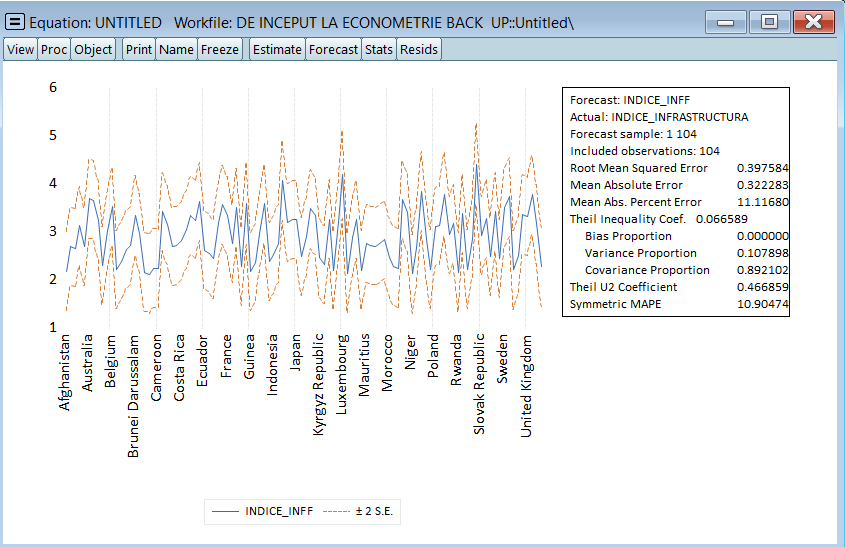 Equation: UNTITLED   Workfile: DE INCEPUT LA ECONOMETRIE BACK  UP::Untitled\
View Proc Object Print Name Freeze Estimate Forecast Stats Resids
6
5
4
3
2
1
Afghanistan
Australia
Belgium
Brunei Darussalam
Cameroon
Costa Rica
Ecuador
France
Guinea
Indonesia
Japan
Kyrgyz Republic
Luxembourg
Mauritius
Morocco
Niger
Poland
Rwanda
Slovak Republic
Sweden
United Kingdom
INDICE_INFF   ± 2 S.E.
Forecast: INDICE_INFF
Actual: INDICE_INFRASTRUCTURA
Forecast sample: 1 104
Included observations: 104
Root Mean Squared Error 0.397584
Mean Absolute Error 0.322283
Mean Abs. Percent Error 11.11680
Theil Inequality Coef. 0.066589
Bias Proportion 0.000000
Variance Proportion 0.107898
Covariance Proportion 0.892102
Theil U2 Coefficient 0.466859
Symmetric MAPE 10.90474